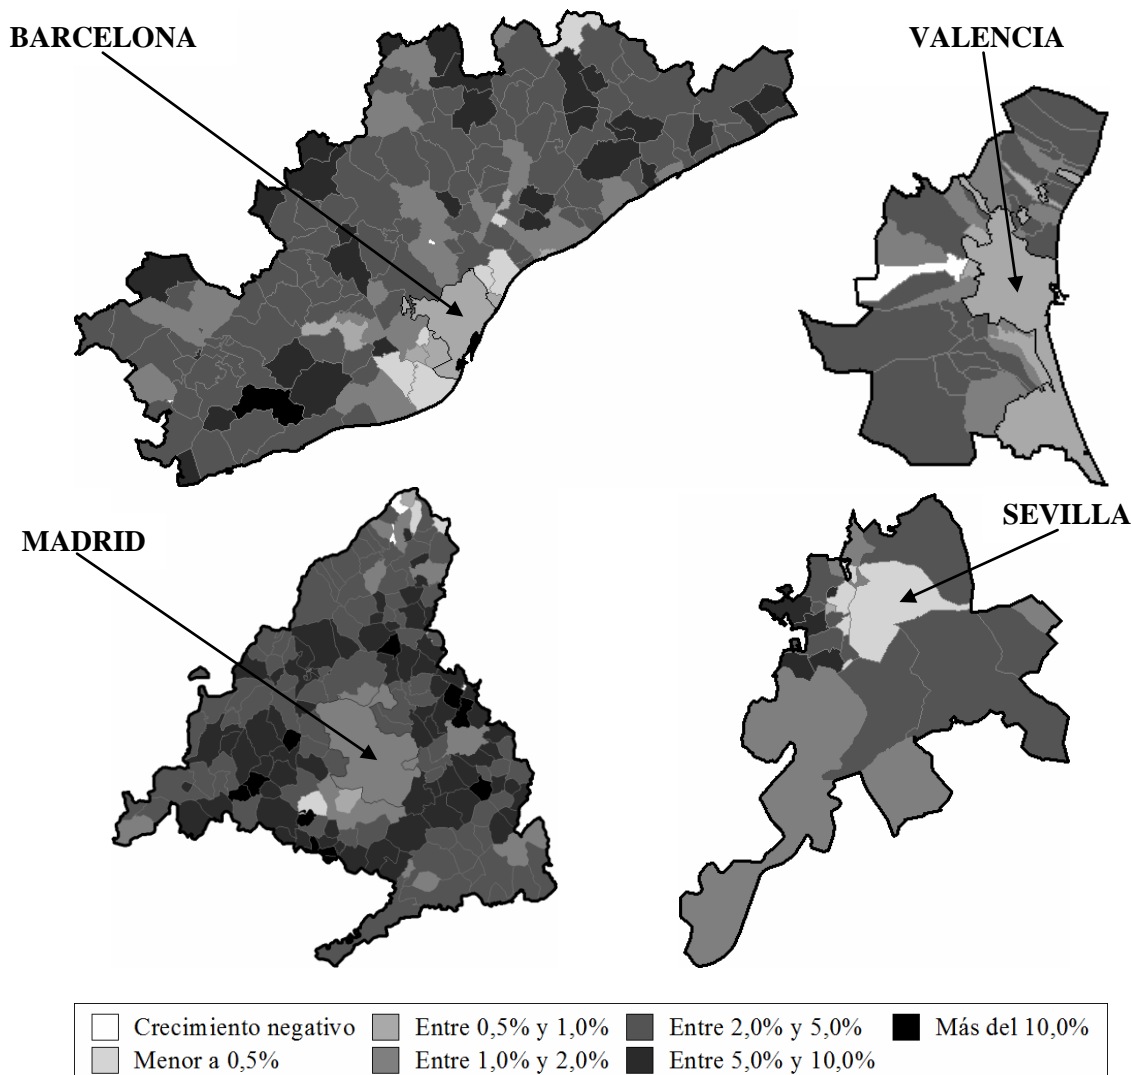 BARCELONA
VALENCIA
MADRID
SEVILLA
Crecimiento negativo
Entre 0,5% y 1,0%
Entre 2,0% y 5,0%
Más del 10,0%
Menor a 0,5%
Entre 1,0% y 2,0%
Entre 5,0% y 10,0%